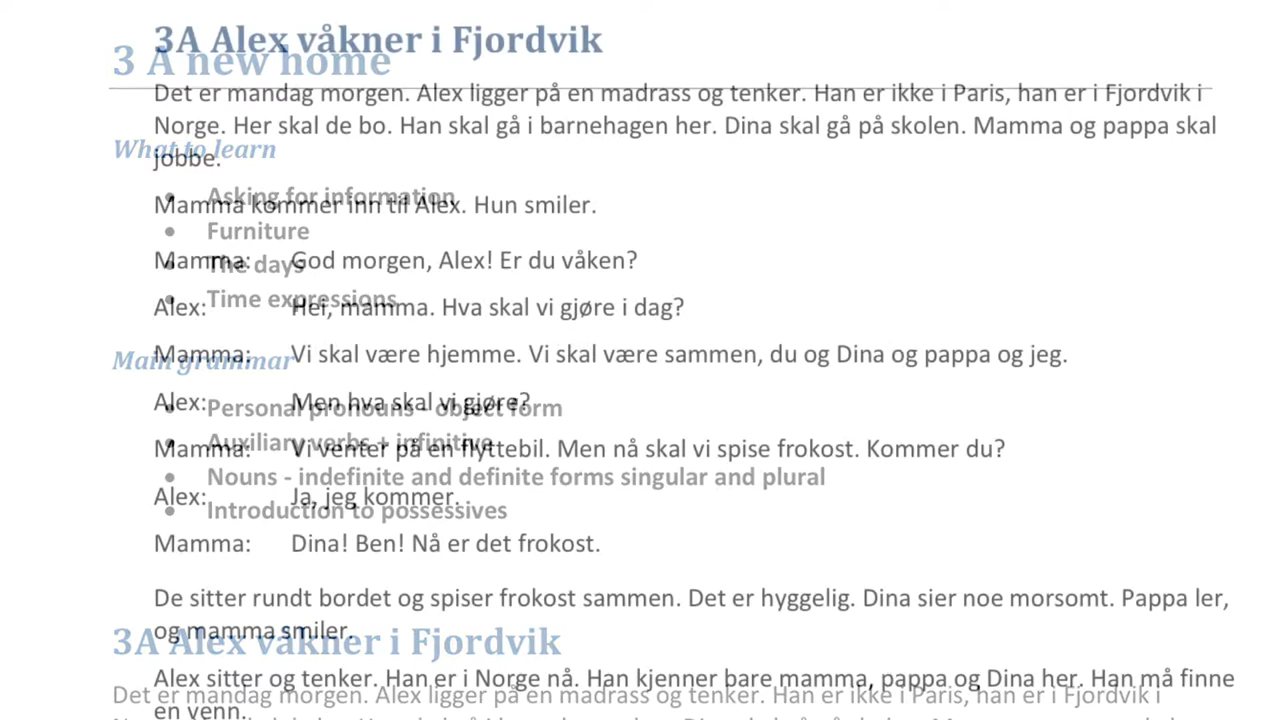 3A Alex våkner i Fjordvik
3 A new home
Det er mandag morgen. Alex ligger på en madrass og tenker. Han er ikke i Paris, han er i Fjordvik i
Norge. Her skal de bo. Han skal gå i barnehagen her. Dina skal gå på skolen. Mamma og pappa skal
What to learn
jobbe.
• Asking for information
Mamma kommer inn til Alex. Hun smiler.
• Furniture
Mamma: God morgen, Alex! Er du våken?
• The days
• Time expressions
Alex: Hei, mamma. Hva skal vi gjøre i dag?
Mamma: Vi skal være hjemme. Vi skal være sammen, du og Dina og pappa og jeg.
Main grammar
Alex: Men hva skal vi gjøre?
• Personal pronouns - object form
• Auxiliary verbs + infinitive
Mamma: Vi venter på en flyttebil. Men nå skal vi spise frokost. Kommer du?
• Nouns - indefinite and definite forms singular and plural
Alex: Ja, jeg kommer.
• Introduction to possessives
Mamma: Dina! Ben! Nå er det frokost.
De sitter rundt bordet og spiser frokost sammen. Det er hyggelig. Dina sier noe morsomt. Pappa ler,
og mamma smiler.
3A Alex våkner i Fjordvik
Alex sitter og tenker. Han er i Norge nå. Han kjenner bare mamma, pappa og Dina her. Han må finne
Det er mandag morgen. Alex ligger på en madrass og tenker. Han er ikke i Paris, han er i Fjordvik i
en venn.